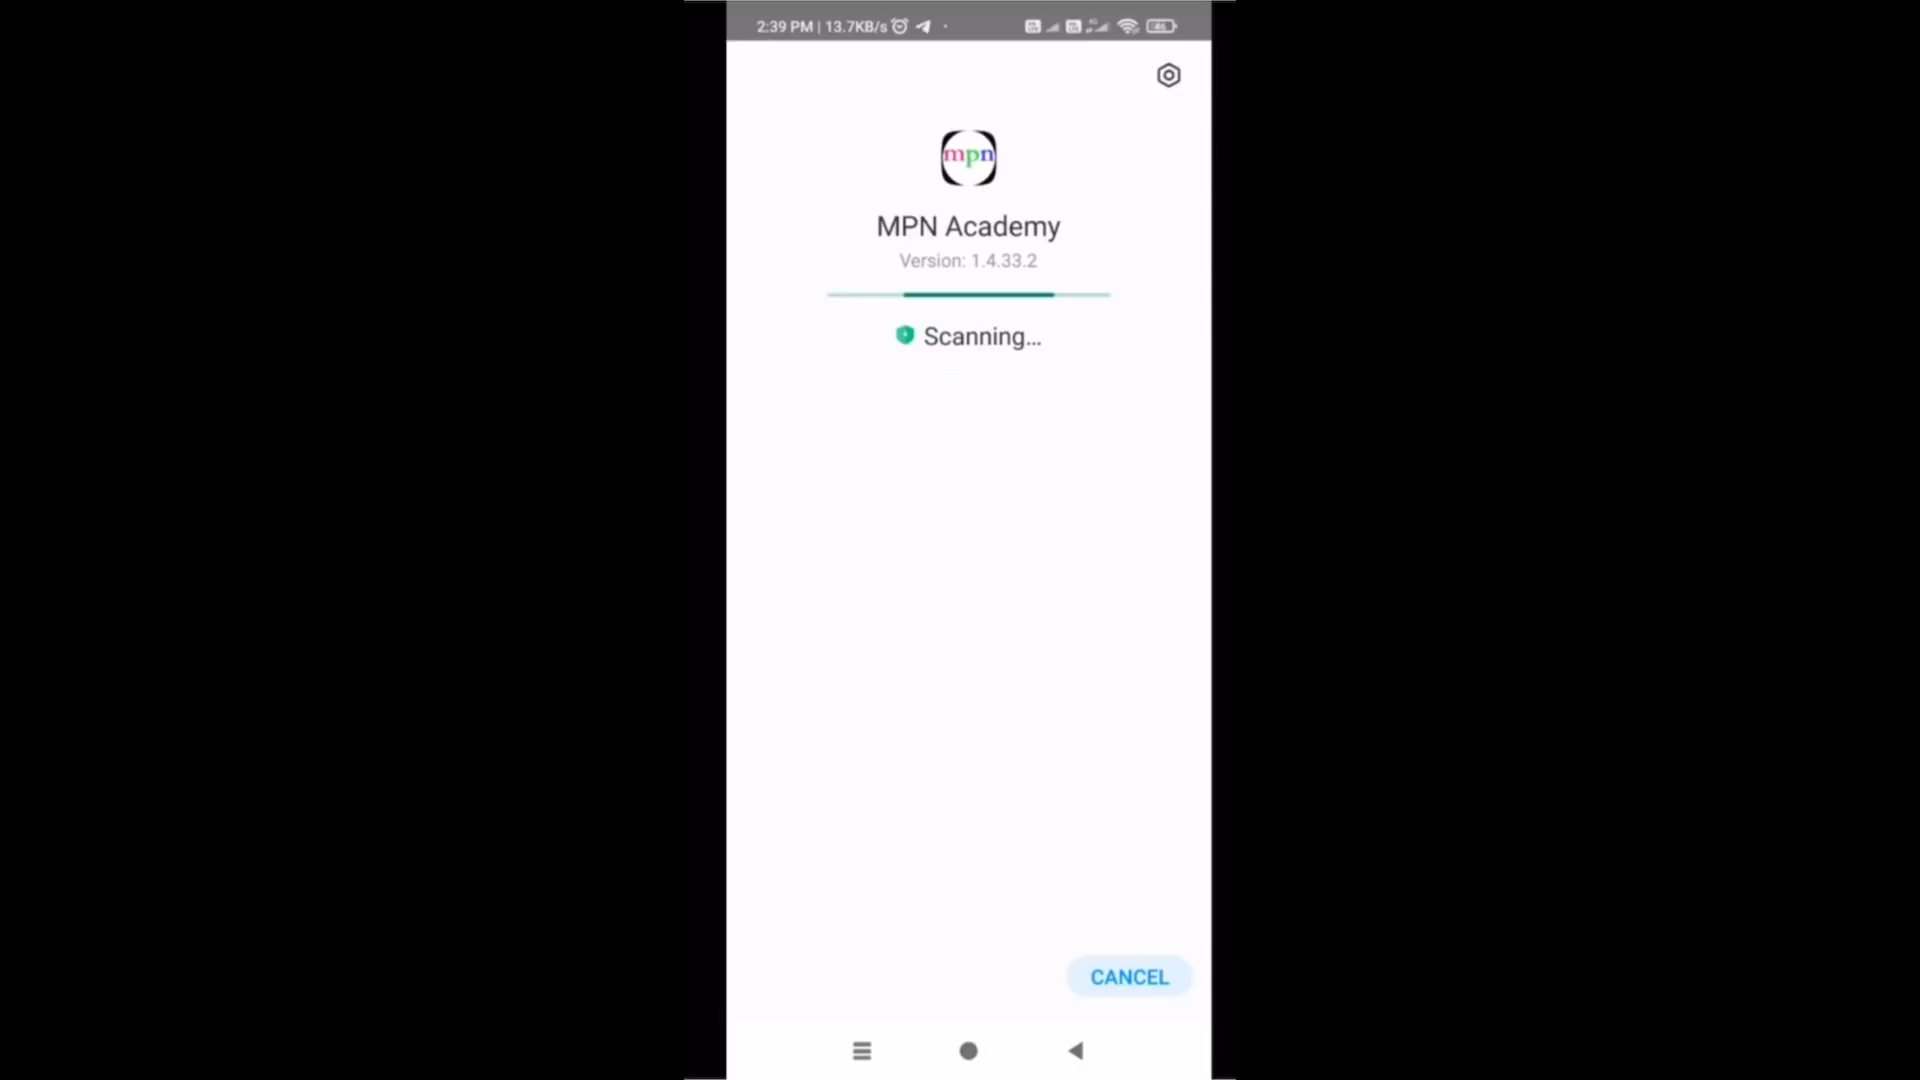 2:39 PM | 13.7KB/s
mpn
MPN Academy
Version: 1.4.33.2
Scanning...
CANCEL